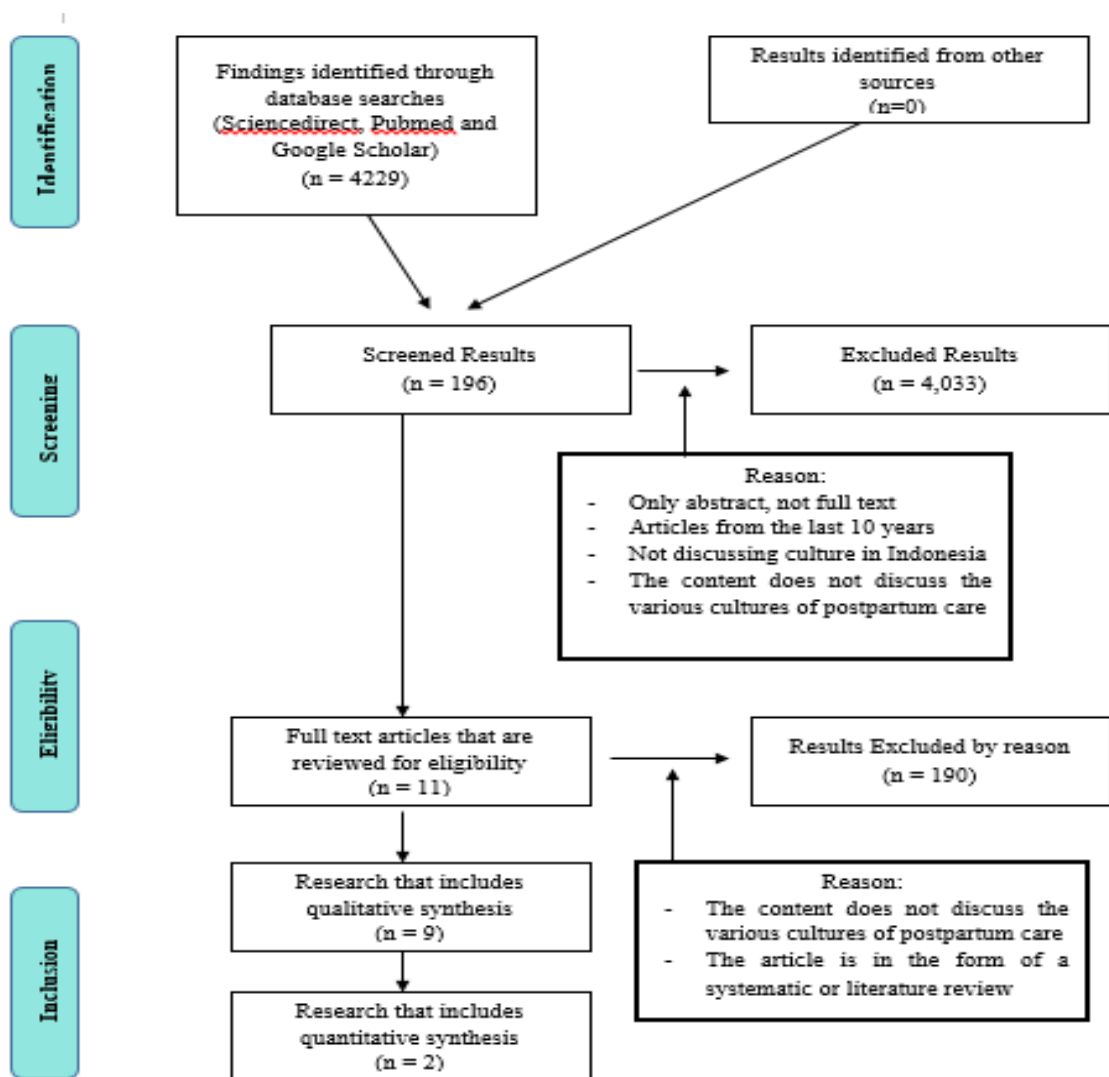 Identification
Findings identified through
database searches
(Sciencedirect, Pubmed and
Google Scholar)
(n = 4229)
Results identified from other
sources
(n=0)
Screening
Screened Results
(n = 196)
Excluded Results
(n = 4,033)
Reason:
- Only abstract, not full text
- Articles from the last 10 years
- Not discussing culture in Indonesia
- The content does not discuss the
various cultures of postpartum care
Eligibility
Full text articles that are
reviewed for eligibility
(n = 11)
Results Excluded by reason
(n = 190)
Reason:
- The content does not discuss the
various cultures of postpartum care
- The article is in the form of a
systematic or literature review
Inclusion
Research that includes
qualitative synthesis
(n = 9)
Research that includes
quantitative synthesis
(n = 2)